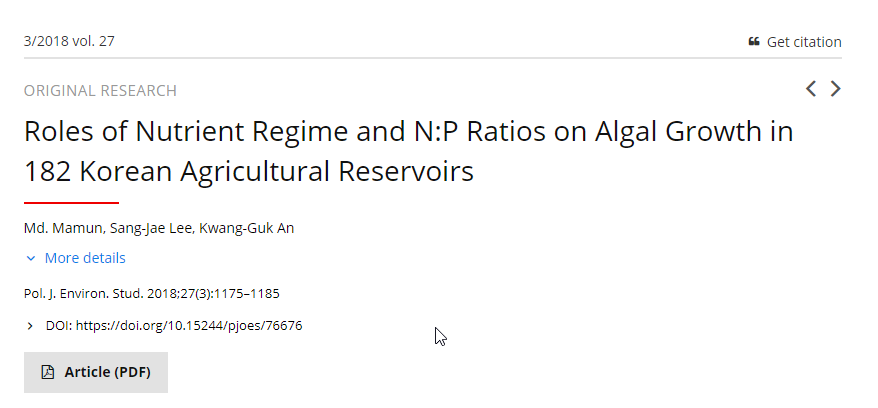 3/2018 vol. 27
Get citation
ORIGINAL RESEARCH
Roles of Nutrient Regime and N:P Ratios on Algal Growth in
182 Korean Agricultural Reservoirs
Md. Mamun, Sang-Jae Lee, Kwang-Guk An
More details
Pol. J. Environ. Stud. 2018;27(3):1175–1185
DOI: https://doi.org/10.15244/pjoes/76676
Article (PDF)